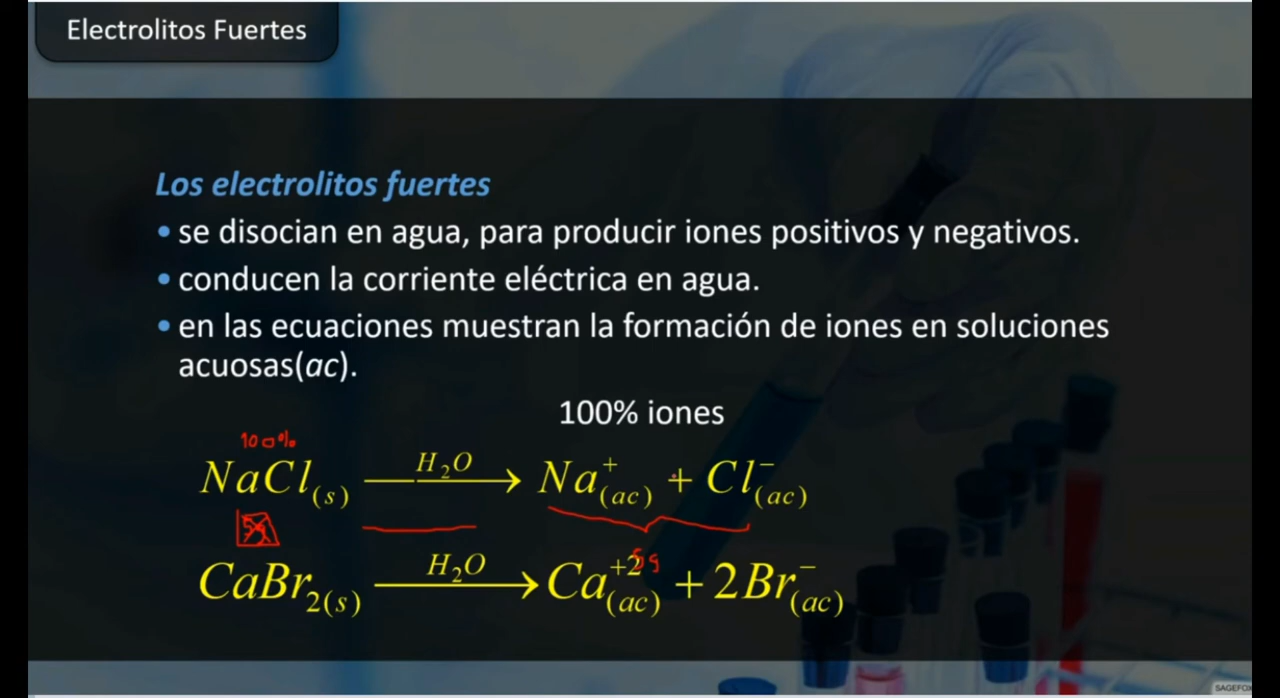 Electrolitos Fuertes
Los electrolitos fuertes
• se disocian en agua, para producir iones positivos y negativos.
• conducen la corriente eléctrica en agua.
• en las ecuaciones muestran la formación de iones en soluciones
acuosas(ac).
100% iones
100%
NaCl(s) —H₂O→ Na⁺(ac) + Cl⁻(ac)
CaBr₂(s) —H₂O→ Ca⁺²(ac) + 2Br⁻(ac)
SAGEFOX